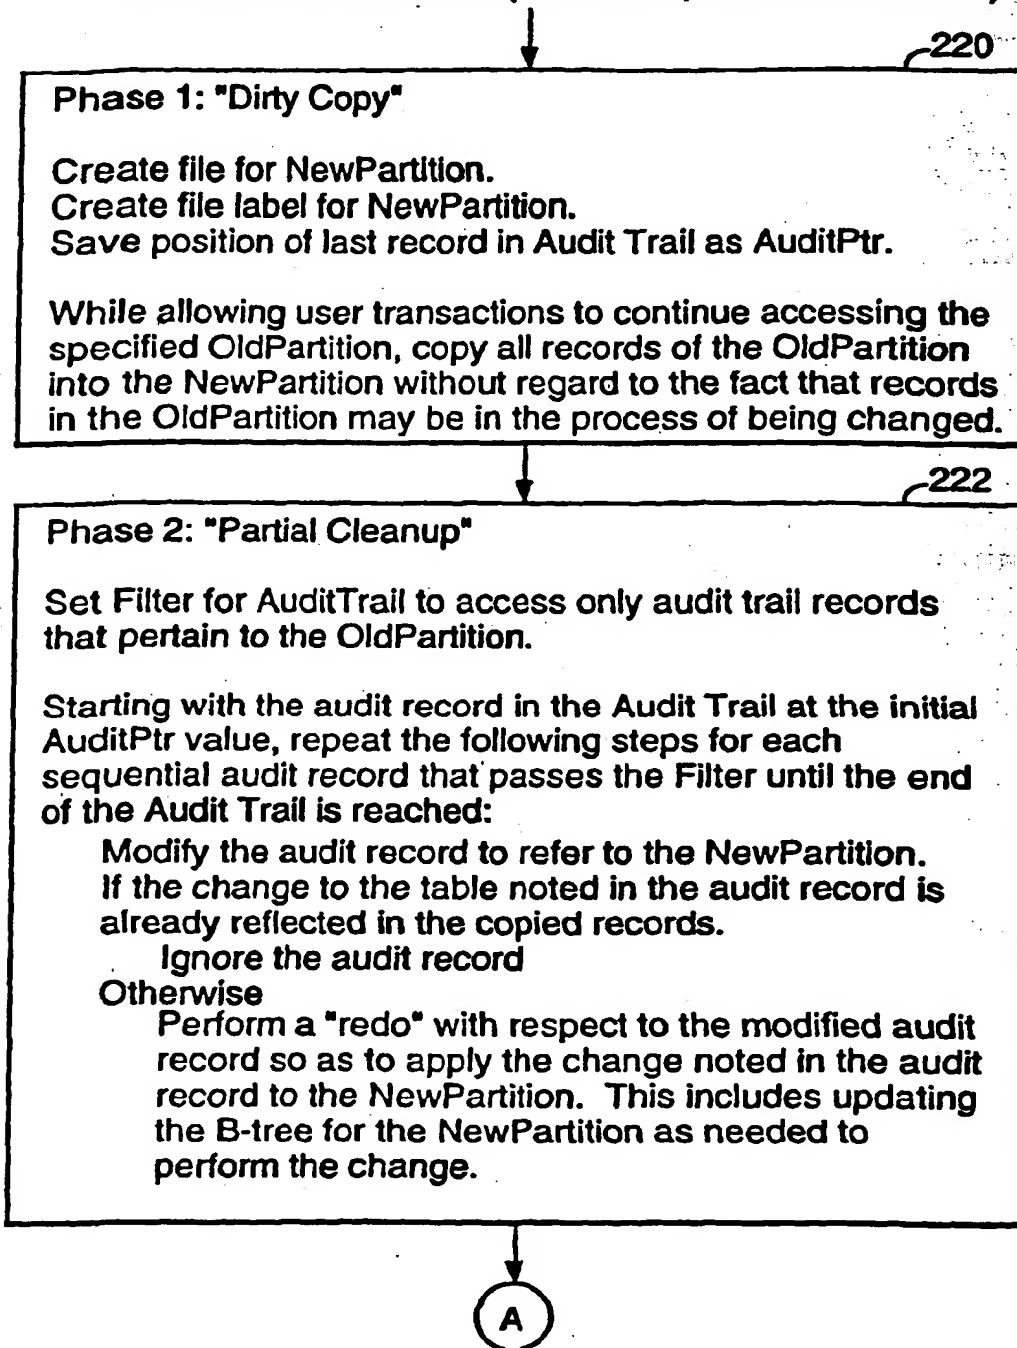 220
Phase 1: "Dirty Copy"
Create file for NewPartition.
Create file label for NewPartition.
Save position of last record in Audit Trail as AuditPtr.
While allowing user transactions to continue accessing the
specified OldPartition, copy all records of the OldPartition
into the NewPartition without regard to the fact that records
in the OldPartition may be in the process of being changed.
222
Phase 2: "Partial Cleanup"
Set Filter for AuditTrail to access only audit trail records
that pertain to the OldPartition.
Starting with the audit record in the Audit Trail at the initial
AuditPtr value, repeat the following steps for each
sequential audit record that passes the Filter until the end
of the Audit Trail is reached:
Modify the audit record to refer to the NewPartition.
If the change to the table noted in the audit record is
already reflected in the copied records.
Ignore the audit record
Otherwise
Perform a "redo" with respect to the modified audit
record so as to apply the change noted in the audit
record to the NewPartition. This includes updating
the B-tree for the NewPartition as needed to
perform the change.
A